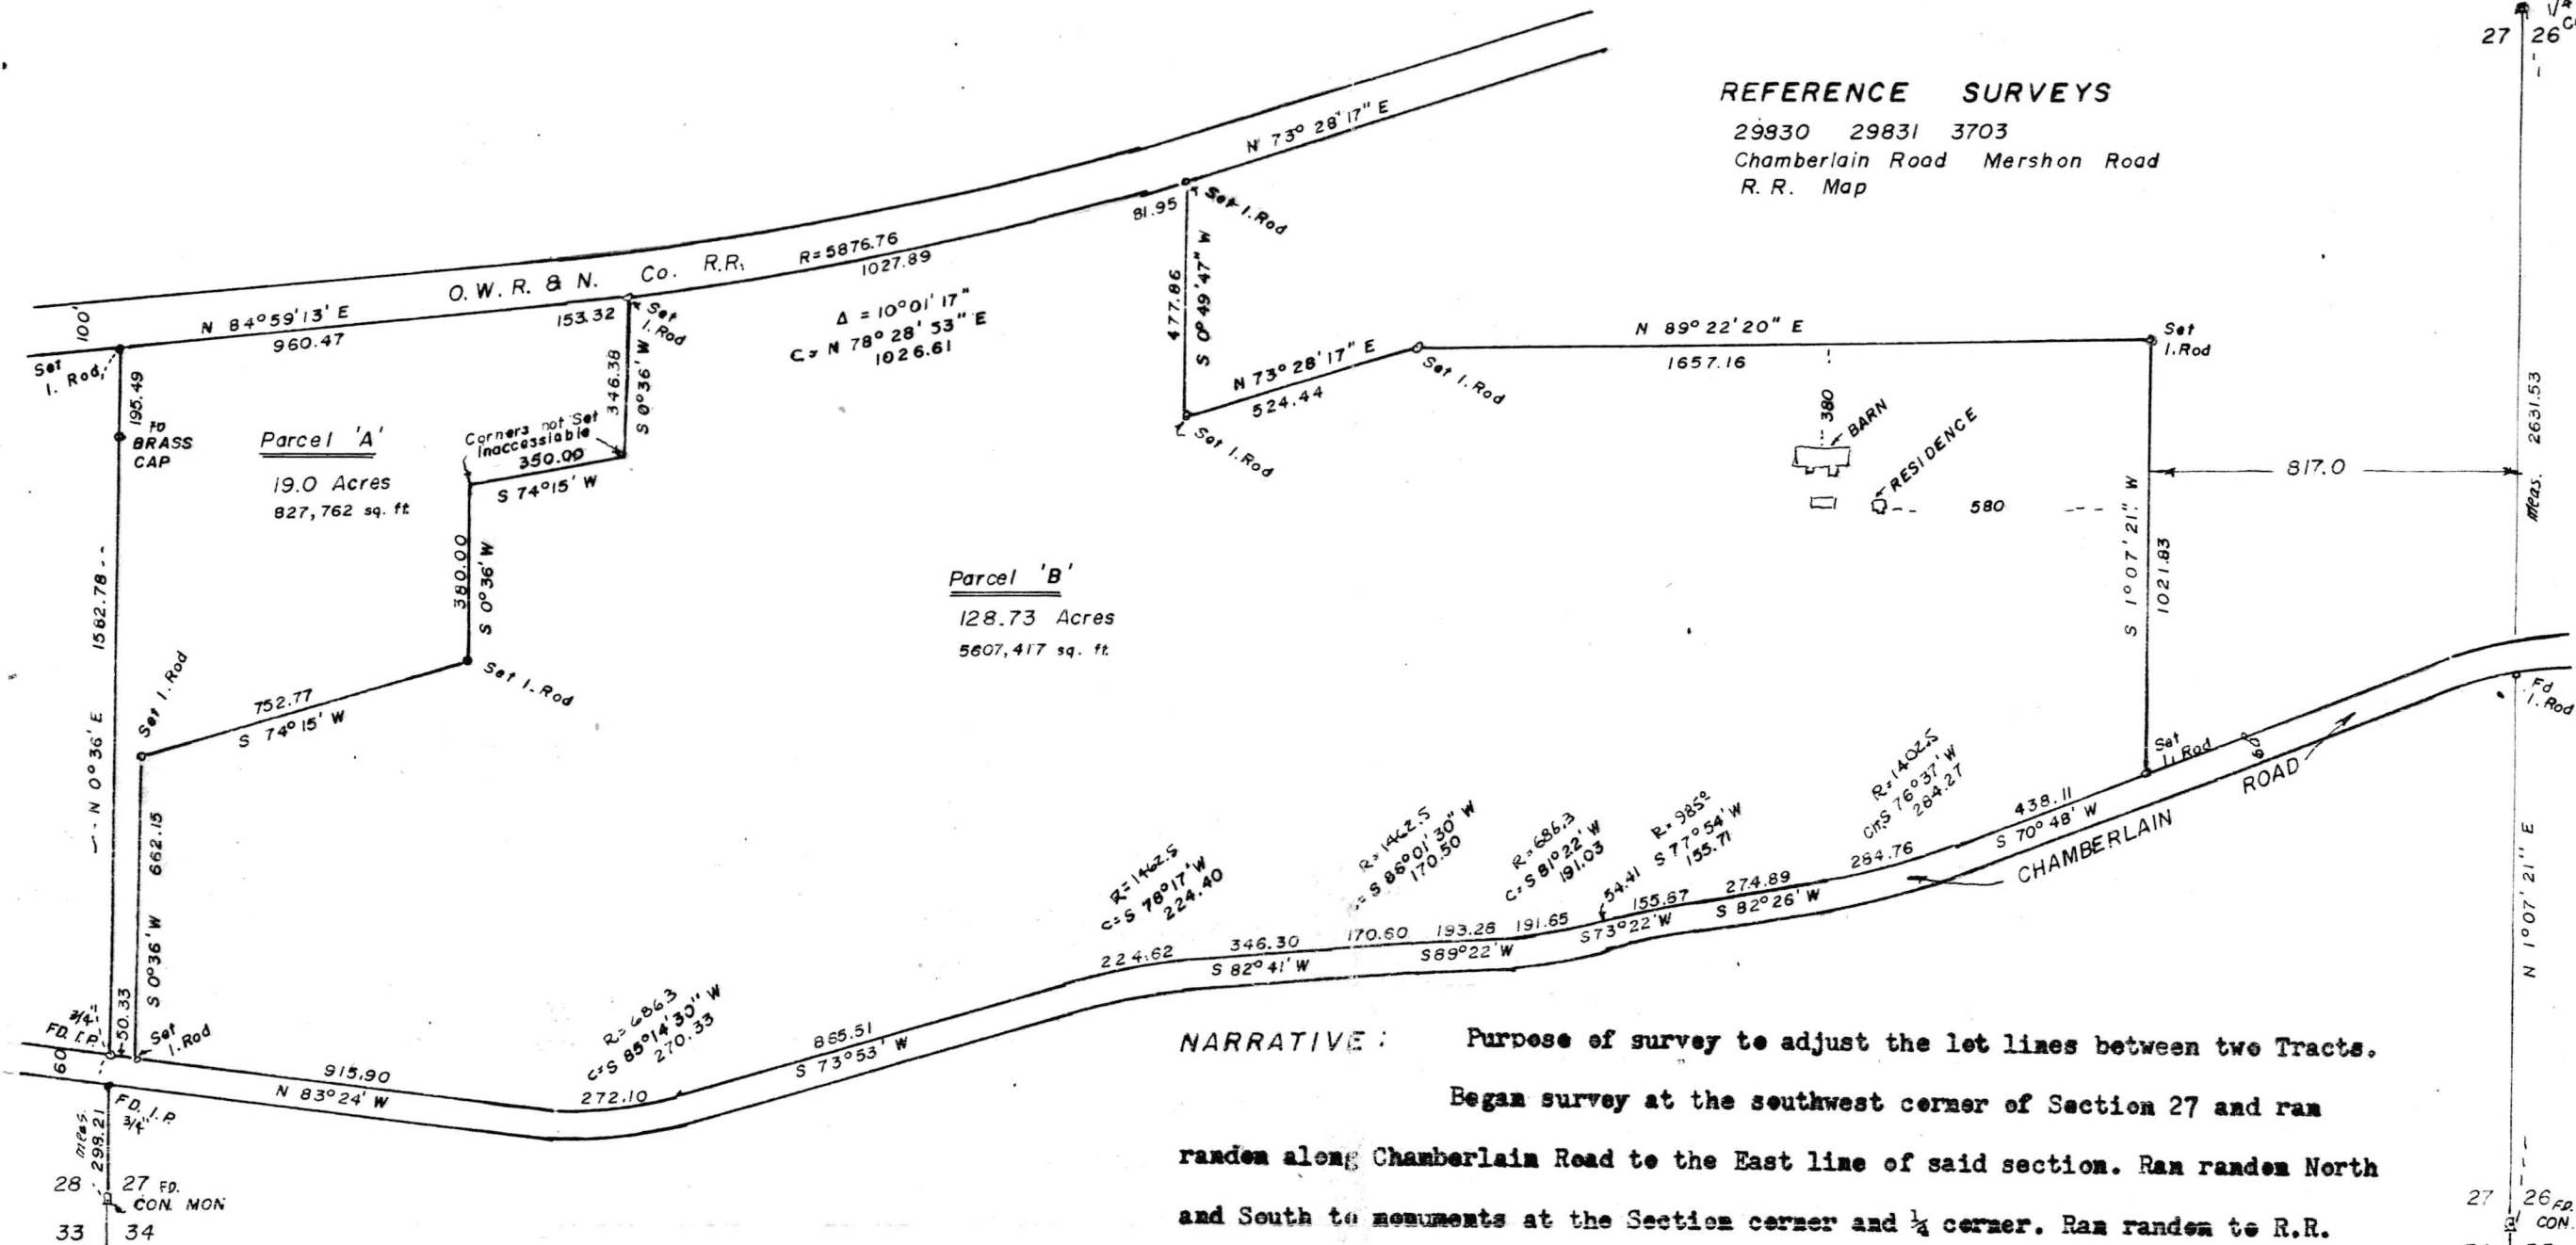 1/4
27 26
REFERENCE SURVEYS
29830 29831 3703
Chamberlain Road Mershon Road
R. R. Map
N 73° 28' 17" E
81.95
Set I. Rod
O. W. R. & N. Co. R.R.
R=5876.76
1027.89
Δ = 10°01'17"
C= N 78° 28' 53" E
1026.61
100'
N 84°59'13" E
960.47
153.32
Set I. Rod
Set I. Rod
195.49
FD BRASS CAP
Parcel 'A'
19.0 Acres
827,762 sq. ft.
Corners not Set
Inaccessiable
350.00
S 74°15' W
346.38
S 0°36' W
380.00
S 0°36' W
Set I. Rod
752.77
S 74°15' W
Set I. Rod
1582.78
N 0°36' E
662.15
S 0°36' W
50.33
Set I. Rod
3/4"
FD. I.P.
60
FD. I.P.
3/4"
meas.
298.21
28 27 FD.
CON. MON
33 34
477.86
S 0°49'47" W
N 73°28'17" E
524.44
Set I. Rod
Set I. Rod
N 89°22'20" E
1657.16
Set
I. Rod
380
BARN
RESIDENCE
580
S 1°07'21" W
1021.83
817.0
2631.53
Meas.
Parcel 'B'
128.73 Acres
5607,417 sq. ft.
Set I. Rod
60
Fd
I. Rod
CHAMBERLAIN ROAD
N 1°07'21" E
438.11
S 70°48' W
R=1402.5
CH=S 76°37' W
284.27
284.76
274.89
S 82°26' W
R=985°
S 77°54' W
155.71
155.67
54.41
S 73°22' W
R=686.3
C=S 81°22' W
191.03
191.65
193.28
S 89°22' W
R=1462.5
C=S 86°01'30" W
170.50
170.60
346.30
S 82°41' W
R=1462.5
C=S 78°17' W
224.40
224.62
865.51
S 73°53' W
R=686.3
C=S 85°14'30" W
270.33
272.10
915.90
N 83°24' W
NARRATIVE: Purpose of survey to adjust the lot lines between two Tracts.
Began survey at the southwest corner of Section 27 and ran
random along Chamberlain Road to the East line of said section. Ran random North
and South to monuments at the Section corner and ¼ corner. Ran random to R.R.
27 26 FD.
CON.